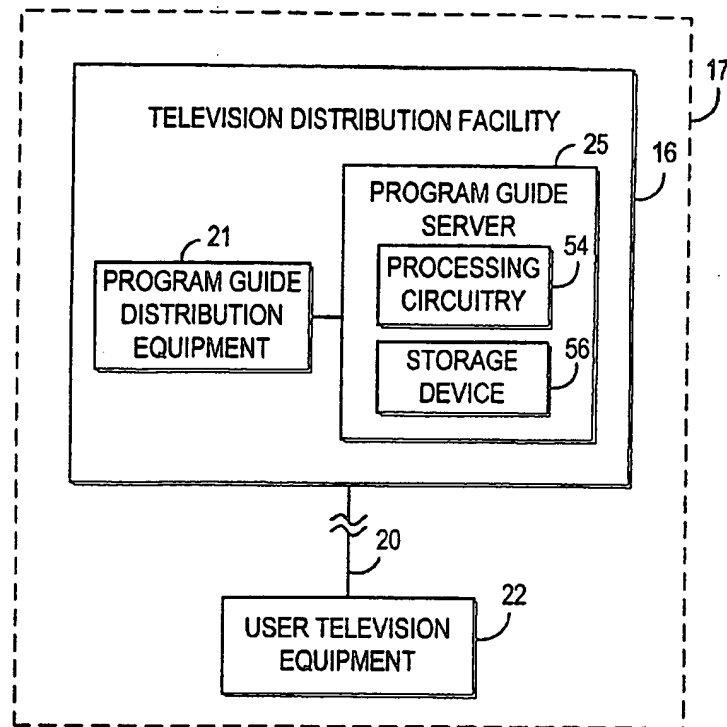 17
TELEVISION DISTRIBUTION FACILITY
16
25
PROGRAM GUIDE
SERVER
21
PROGRAM GUIDE
DISTRIBUTION
EQUIPMENT
54
PROCESSING
CIRCUITRY
56
STORAGE
DEVICE
20
22
USER TELEVISION
EQUIPMENT